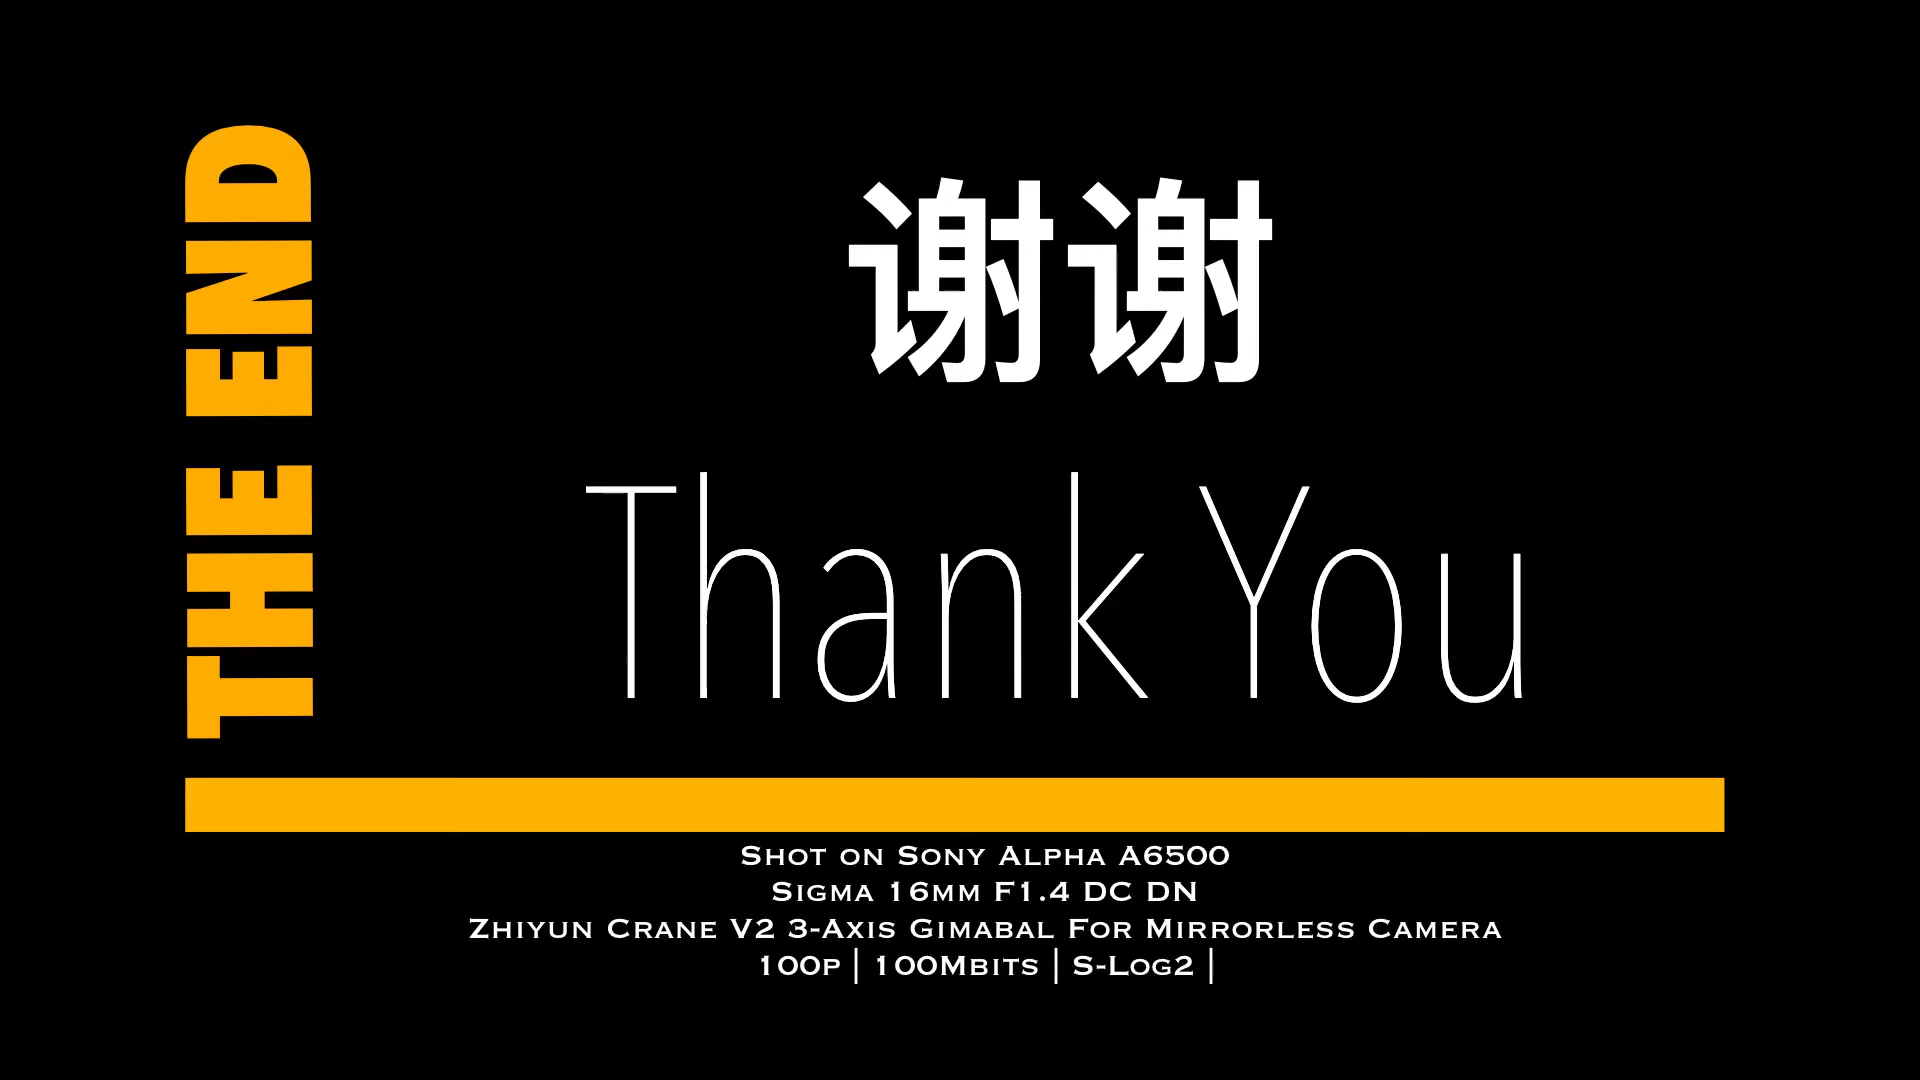 THE END
谢谢
Thank You
Shot on Sony Alpha A6500
Sigma 16mm F1.4 DC DN
Zhiyun Crane V2 3-Axis Gimabal For Mirrorless Camera
100p | 100Mbits | S-Log2 |